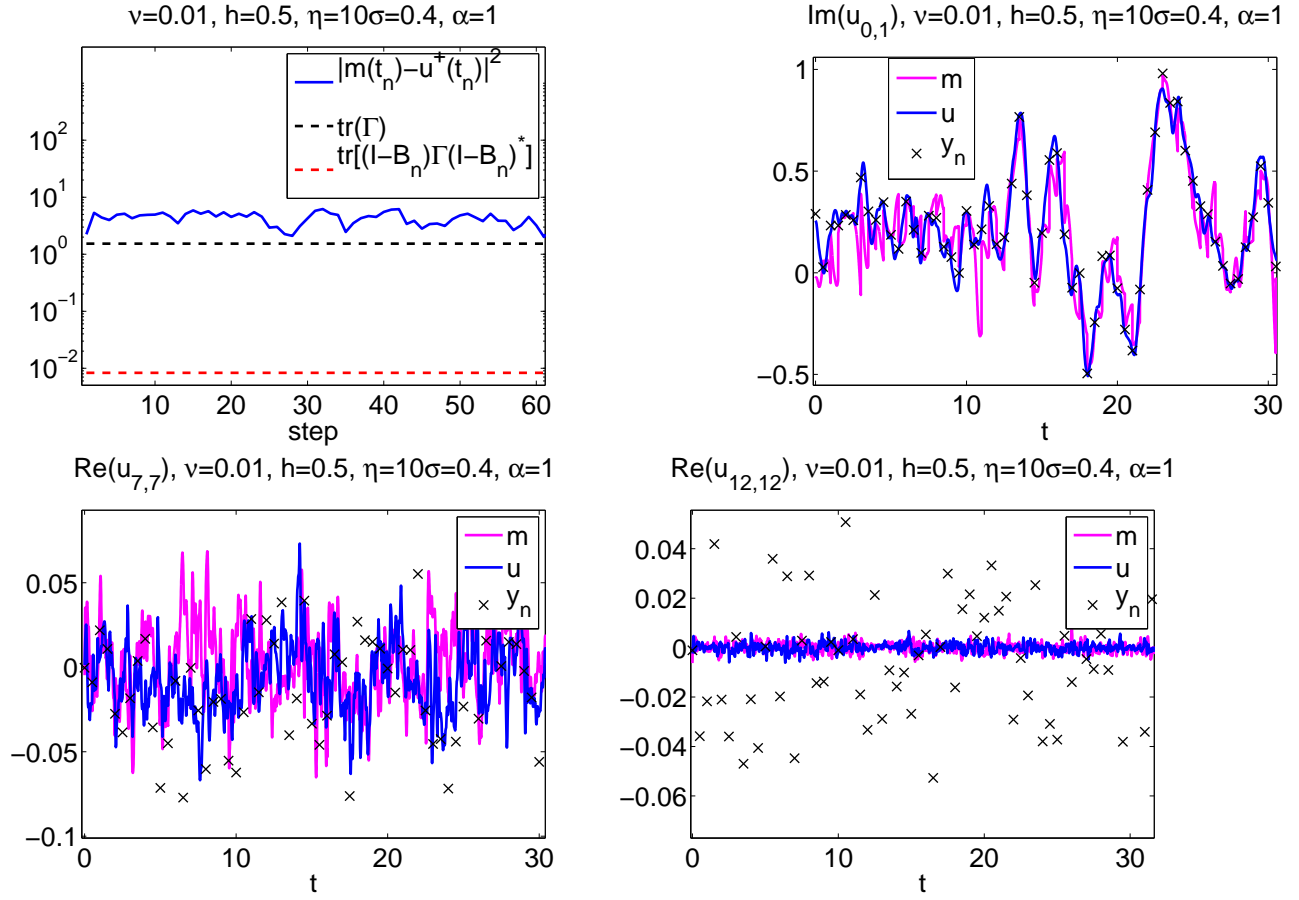 ν=0.01, h=0.5, η=10σ=0.4, α=1
|m(t_n)−u^+(t_n)|^2
tr(Γ)
tr[(I−B_n)Γ(I−B_n)^*]
10^2
10^1
10^0
10^−1
10^−2
10 20 30 40 50 60
step
Im(u_{0,1}), ν=0.01, h=0.5, η=10σ=0.4, α=1
m
u
y_n
1
0.5
0
−0.5
0 10 20 30
t
Re(u_{7,7}), ν=0.01, h=0.5, η=10σ=0.4, α=1
m
u
y_n
0.05
0
−0.05
−0.1
0 10 20 30
t
Re(u_{12,12}), ν=0.01, h=0.5, η=10σ=0.4, α=1
m
u
y_n
0.04
0.02
0
−0.02
−0.04
−0.06
0 10 20 30
t